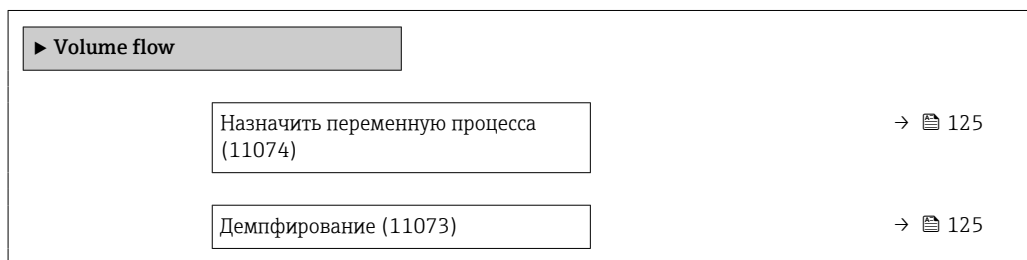 ▶ Volume flow
Назначить переменную процесса
(11074)
→ 125
Демпфирование (11073)
→ 125